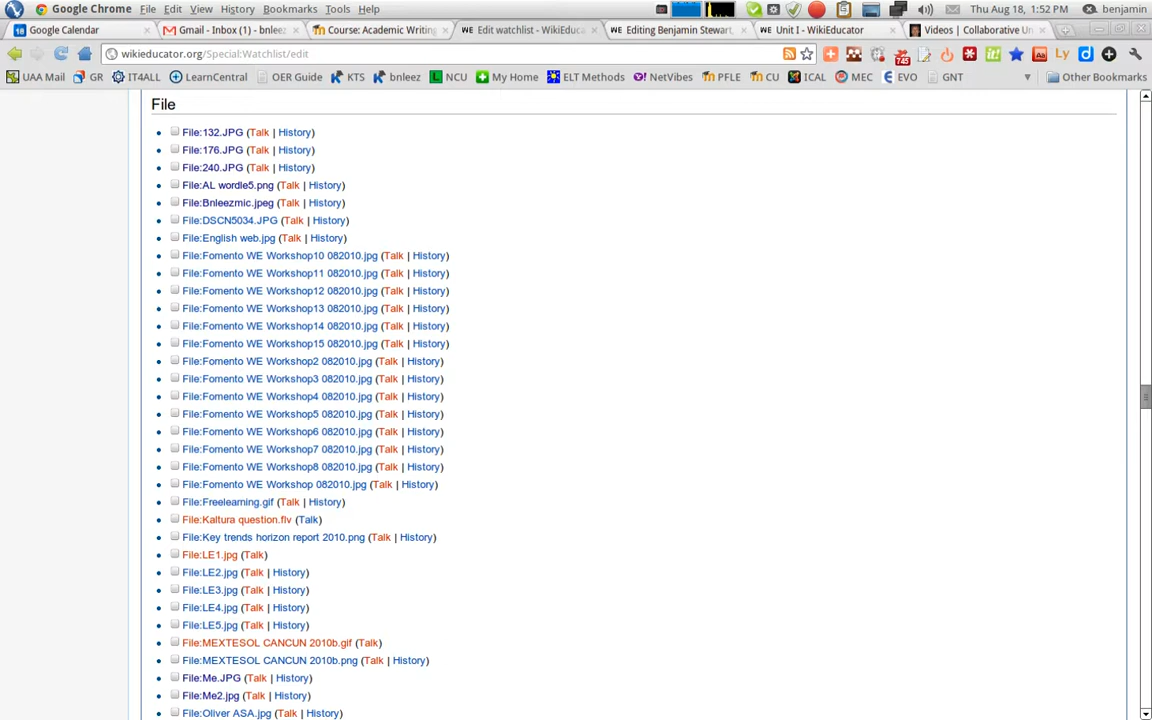 Google Chrome File Edit View History Bookmarks Tools Help Thu Aug 18, 1:52 PM benjamin
Google Calendar Gmail - Inbox (1) - bnleez Course: Academic Writing Edit watchlist - WikiEduca Editing Benjamin Stewart, Unit I - WikiEducator Videos | Collaborative Un
wikieducator.org/Special:Watchlist/edit
UAA Mail GR IT4ALL LearnCentral OER Guide KTS bnleez NCU My Home ELT Methods NetVibes PFLE CU ICAL MEC EVO GNT Other Bookmarks
File
File:132.JPG (Talk | History)
File:176.JPG (Talk | History)
File:240.JPG (Talk | History)
File:AL wordle5.png (Talk | History)
File:Bnleezmic.jpeg (Talk | History)
File:DSCN5034.JPG (Talk | History)
File:English web.jpg (Talk | History)
File:Fomento WE Workshop10 082010.jpg (Talk | History)
File:Fomento WE Workshop11 082010.jpg (Talk | History)
File:Fomento WE Workshop12 082010.jpg (Talk | History)
File:Fomento WE Workshop13 082010.jpg (Talk | History)
File:Fomento WE Workshop14 082010.jpg (Talk | History)
File:Fomento WE Workshop15 082010.jpg (Talk | History)
File:Fomento WE Workshop2 082010.jpg (Talk | History)
File:Fomento WE Workshop3 082010.jpg (Talk | History)
File:Fomento WE Workshop4 082010.jpg (Talk | History)
File:Fomento WE Workshop5 082010.jpg (Talk | History)
File:Fomento WE Workshop6 082010.jpg (Talk | History)
File:Fomento WE Workshop7 082010.jpg (Talk | History)
File:Fomento WE Workshop8 082010.jpg (Talk | History)
File:Fomento WE Workshop 082010.jpg (Talk | History)
File:Freelearning.gif (Talk | History)
File:Kaltura question.flv (Talk)
File:Key trends horizon report 2010.png (Talk | History)
File:LE1.jpg (Talk)
File:LE2.jpg (Talk | History)
File:LE3.jpg (Talk | History)
File:LE4.jpg (Talk | History)
File:LE5.jpg (Talk | History)
File:MEXTESOL CANCUN 2010b.gif (Talk)
File:MEXTESOL CANCUN 2010b.png (Talk | History)
File:Me.JPG (Talk | History)
File:Me2.jpg (Talk | History)
File:Oliver ASA.jpg (Talk | History)